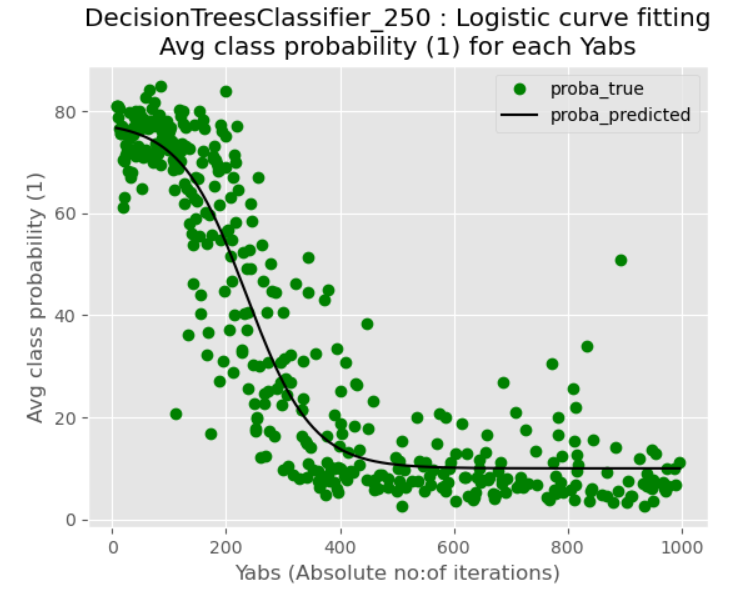 DecisionTreesClassifier_250 : Logistic curve fitting
Avg class probability (1) for each Yabs
proba_true
proba_predicted
Avg class probability (1)
80
60
40
20
0
0 200 400 600 800 1000
Yabs (Absolute no:of iterations)